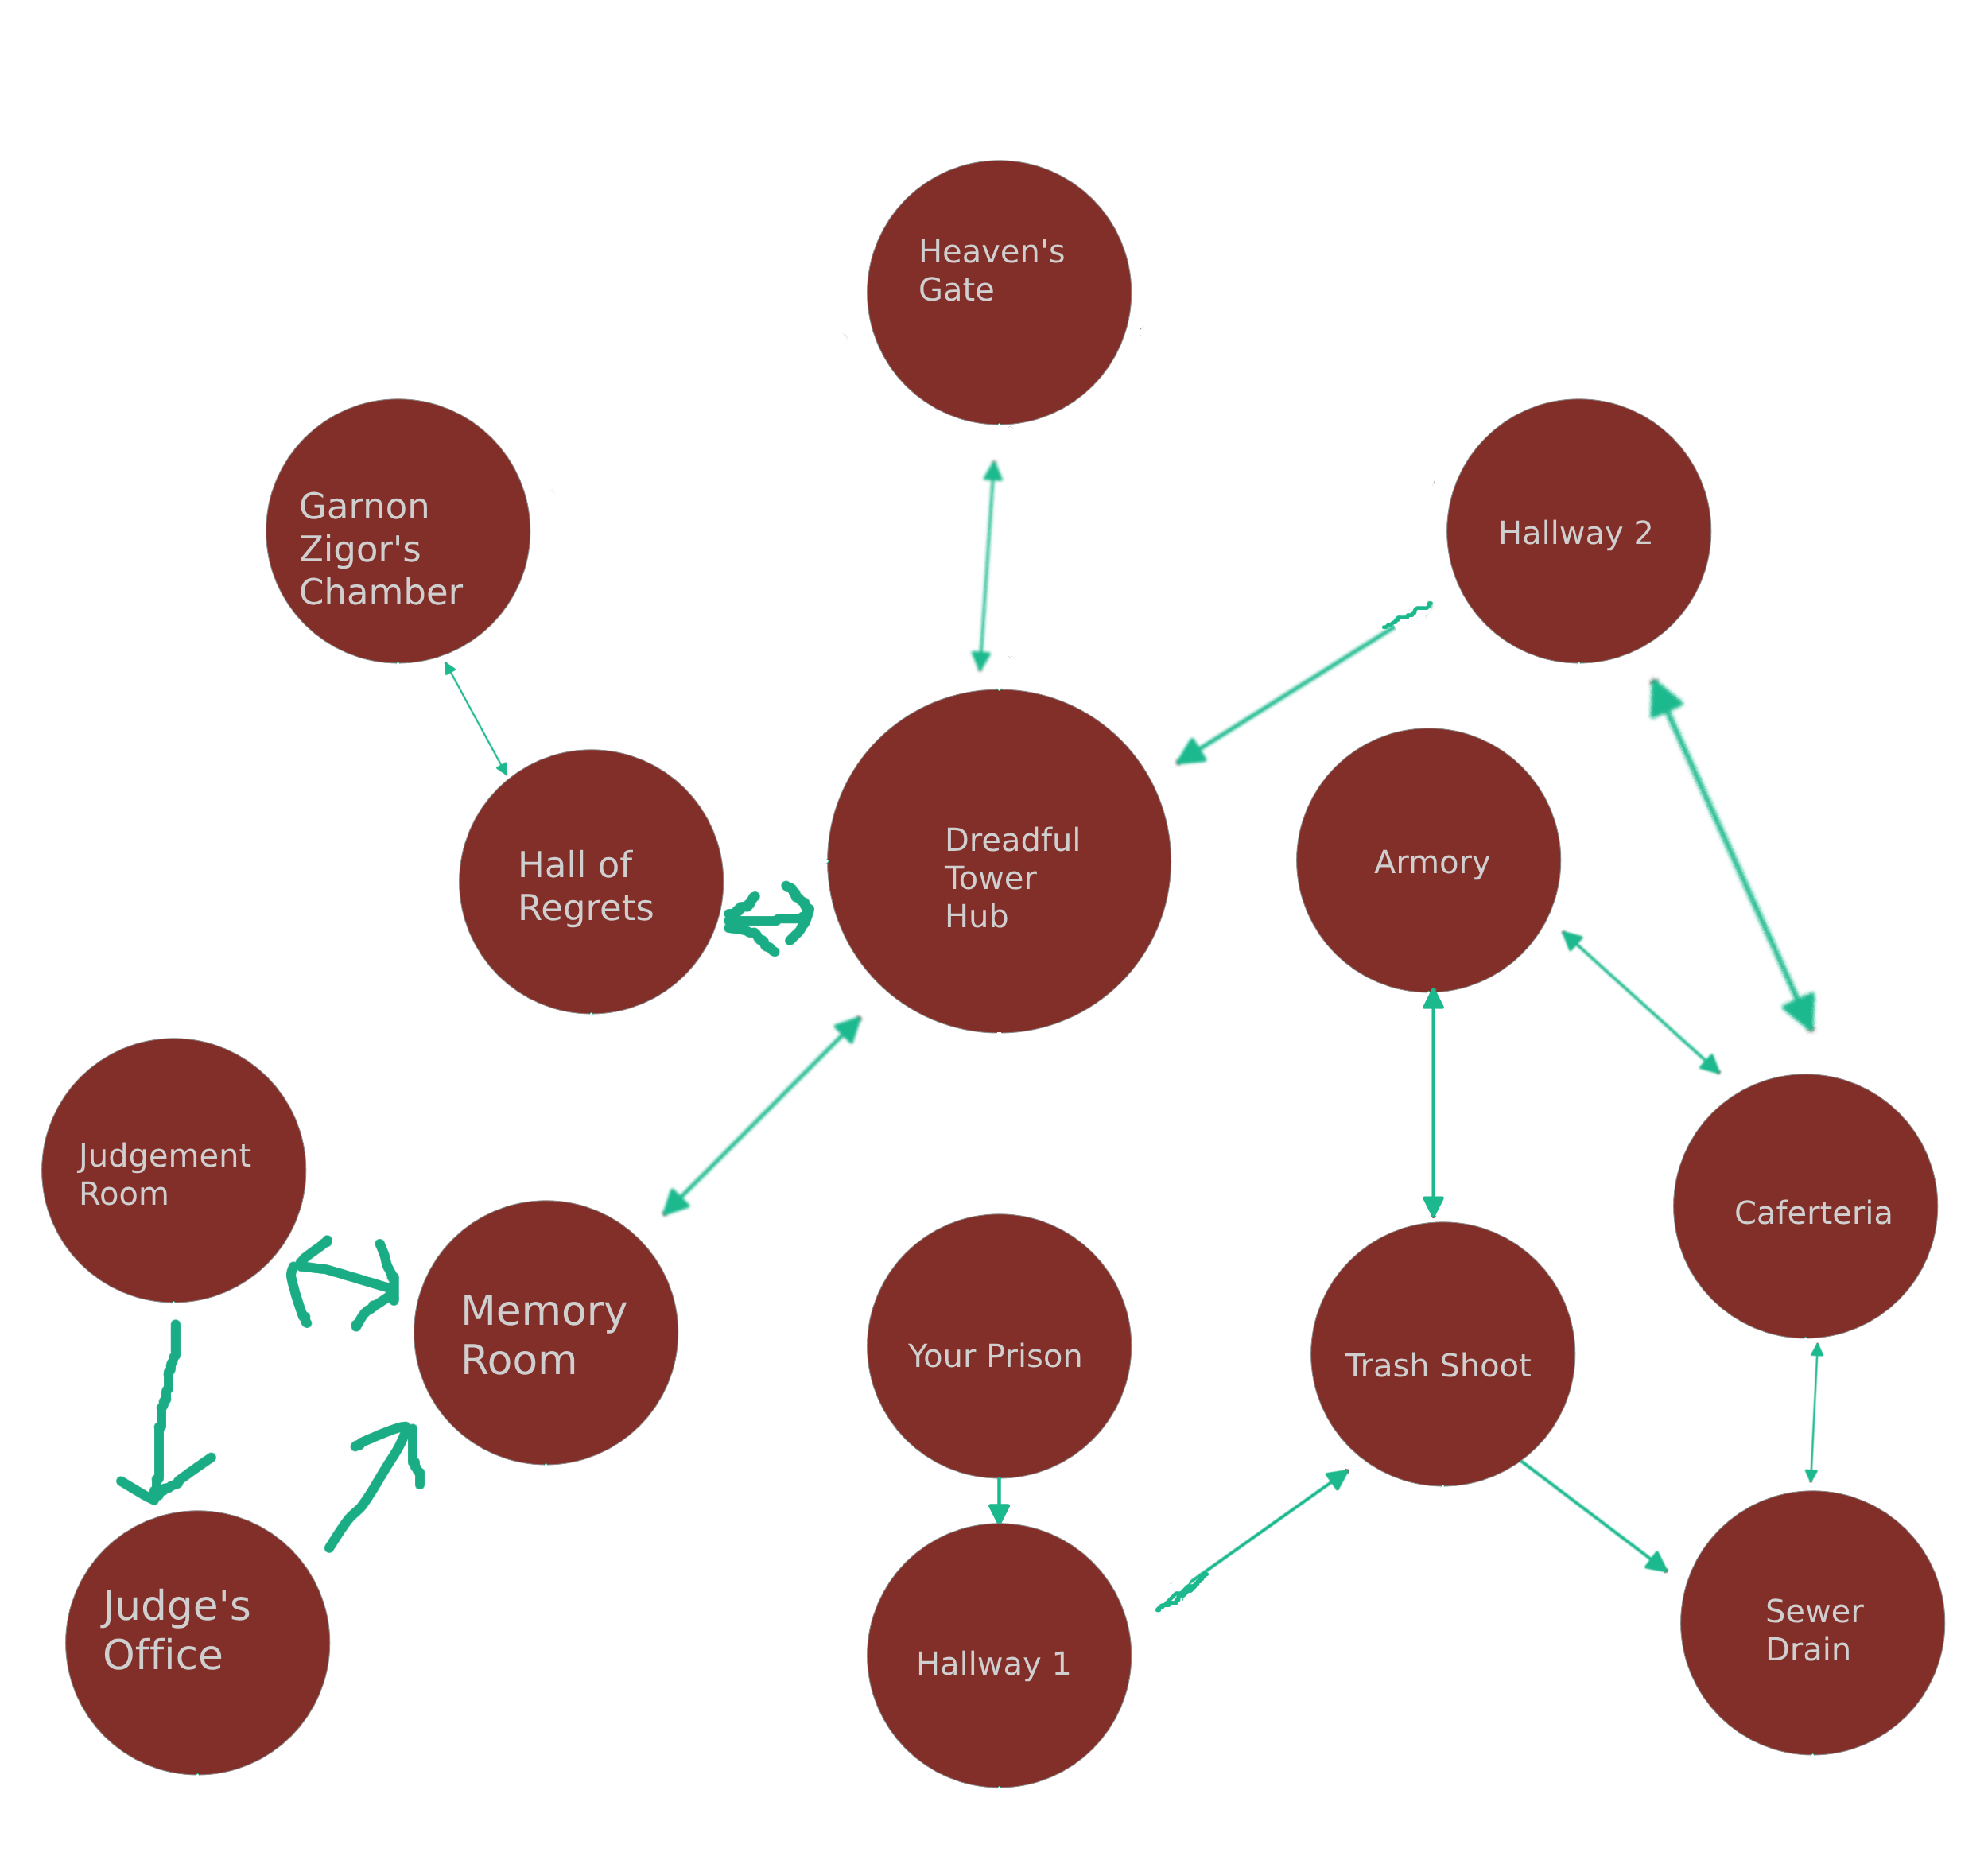 Heaven's
Gate
Garnon
Zigor's
Chamber
Hallway 2
Hall of
Regrets
Dreadful
Tower
Hub
Armory
Judgement
Room
Caferteria
Memory
Room
Your Prison
Trash Shoot
Judge's
Office
Hallway 1
Sewer
Drain